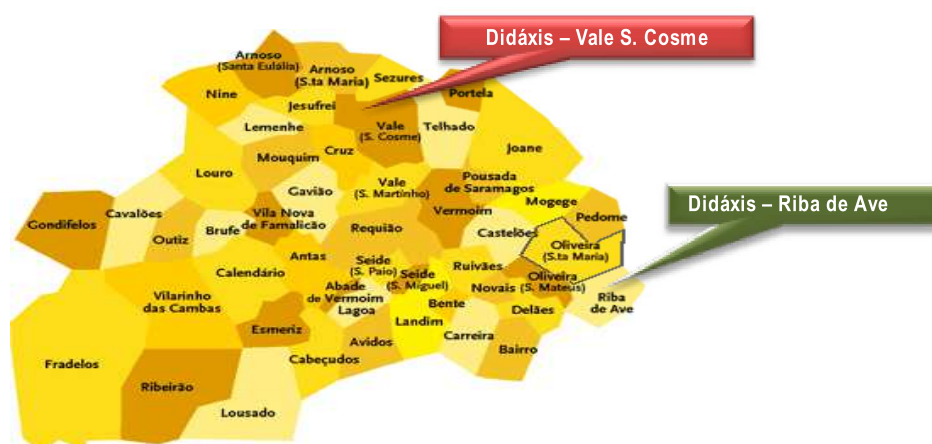 Didáxis – Vale S. Cosme
Arnoso
(Santa Eulália)
Arnoso
(S.ta Maria)
Sezures
Nine
Jesufrei
Portela
Lemenhe
Vale
(S. Cosme)
Telhado
Mouquim
Cruz
Joane
Louro
Gavião
Vale
(S. Martinho)
Pousada
de Saramagos
Mogege
Didáxis – Riba de Ave
Gondifelos
Cavalões
Vila Nova
de Famalicão
Vermoim
Pedome
Outiz
Brufe
Requião
Castelões
Oliveira
(S.ta Maria)
Antas
Calendário
Seide
(S. Paio)
Seide
(S. Miguel)
Ruivães
Oliveira
(S. Mateus)
Vilarinho
das Cambas
Abade
de Vermoim
Novais
Riba
de Ave
Lagoa
Bente
Delães
Landim
Esmeriz
Carreira
Avidos
Bairro
Cabeçudos
Fradelos
Ribeirão
Lousado